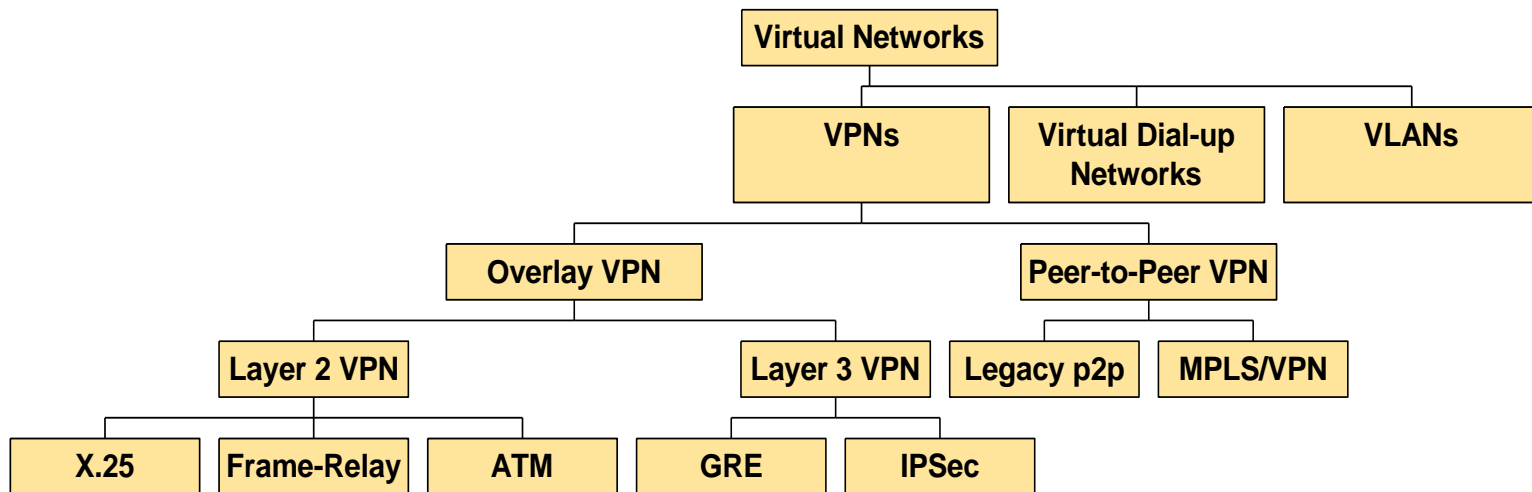 Virtual Networks
VPNs
Virtual Dial-up
Networks
VLANs
Overlay VPN
Peer-to-Peer VPN
Layer 2 VPN
Layer 3 VPN
Legacy p2p
MPLS/VPN
X.25
Frame-Relay
ATM
GRE
IPSec